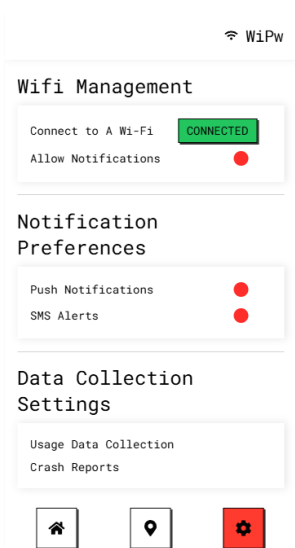 WiPw
Wifi Management
Connect to A Wi-Fi CONNECTED
Allow Notifications
Notification
Preferences
Push Notifications
SMS Alerts
Data Collection
Settings
Usage Data Collection
Crash Reports